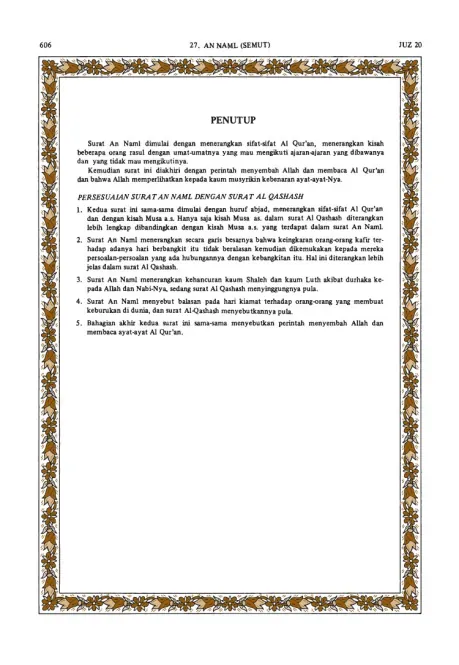 606
27. AN NAML (SEMUT)
JUZ 20
PENUTUP
Surat An Naml dimulai dengan menerangkan sifat-sifat Al Qur'an, menerangkan kisah
beberapa orang rasul dengan umat-umatnya yang mau mengikuti ajaran-ajaran yang dibawanya
dan yang tidak mau mengikutinya.
Kemudian surat ini diakhiri dengan perintah menyembah Allah dan membaca Al Qur'an
dan bahwa Allah memperlihatkan kepada kaum musyrikin kebenaran ayat-ayat-Nya.
PERSESUAIAN SURAT AN NAML DENGAN SURAT AL QASHASH
1. Kedua surat ini sama-sama dimulai dengan huruf abjad, menerangkan sifat-sifat Al Qur'an
dan dengan kisah Musa a.s. Hanya saja kisah Musa as. dalam surat Al Qashash diterangkan
lebih lengkap dibandingkan dengan kisah Musa a.s. yang terdapat dalam surat An Naml.
2. Surat An Naml menerangkan secara garis besarnya bahwa keingkaran orang-orang kafir ter-
hadap adanya hari berbangkit itu tidak beralasan kemudian dikemukakan kepada mereka
persoalan-persoalan yang ada hubungannya dengan kebangkitan itu. Hal ini diterangkan lebih
jelas dalam surat Al Qashash.
3. Surat An Naml menerangkan kehancuran kaum Shaleh dan kaum Luth akibat durhaka ke-
pada Allah dan Nabi-Nya, sedang surat Al Qashash menyinggungnya pula.
4. Surat An Naml menyebut balasan pada hari kiamat terhadap orang-orang yang membuat
keburukan di dunia, dan surat Al-Qashash menyebutkannya pula.
5. Bahagian akhir kedua surat ini sama-sama menyebutkan perintah menyembah Allah dan
membaca ayat-ayat Al Qur'an.